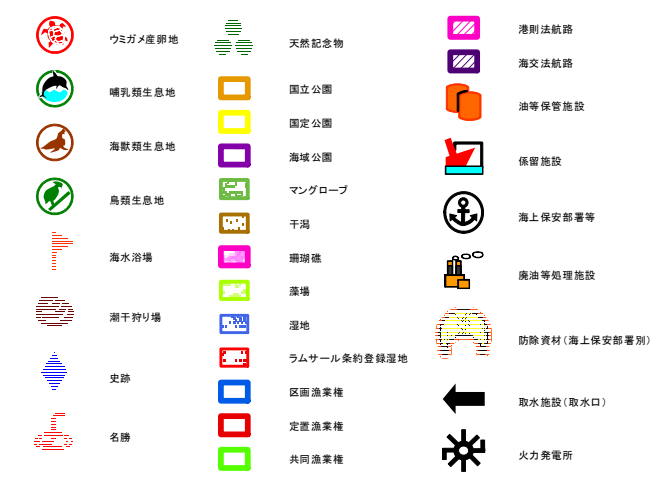 ウミガメ産卵地
哺乳類生息地
海獣類生息地
鳥類生息地
海水浴場
潮干狩り場
史跡
名勝
天然記念物
国立公園
国定公園
海域公園
マングローブ
干潟
珊瑚礁
藻場
湿地
ラムサール条約登録湿地
区画漁業権
定置漁業権
共同漁業権
港則法航路
海交法航路
油等保管施設
係留施設
海上保安部署等
廃油等処理施設
防除資材(海上保安部署別)
取水施設(取水口)
火力発電所